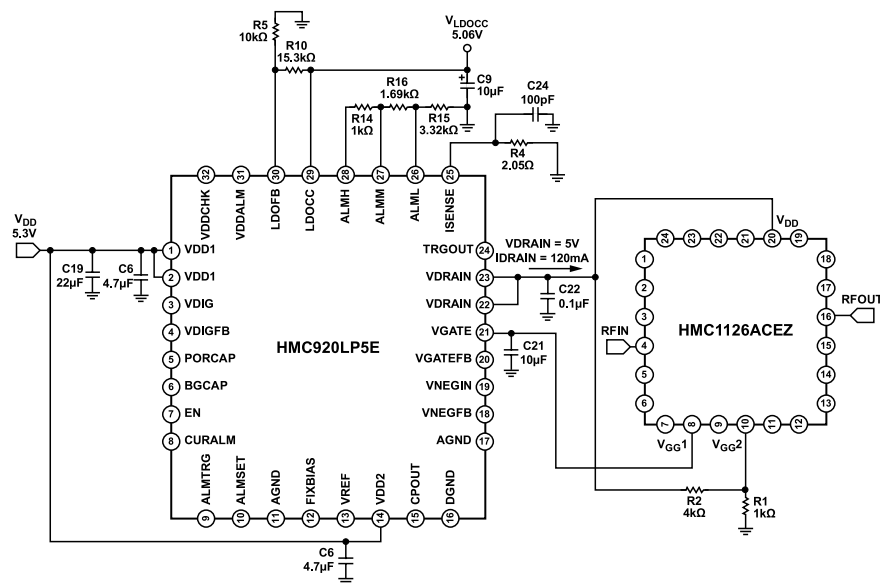 R5
10kΩ
R10
15.3kΩ
VLDOCC
5.06V
+
C9
10µF
R14
1kΩ
R16
1.69kΩ
R15
3.32kΩ
C24
100pF
R4
2.05Ω
32
31
30
29
28
27
26
25
VDDCHK
VDDALM
LDOFB
LDOCC
ALMH
ALMM
ALML
ISENSE
VDD
5.3V
C19
22µF
C6
4.7µF
1 VDD1
2 VDD1
3 VDIG
4 VDIGFB
5 PORCAP
6 BGCAP
7 EN
8 CURALM
HMC920LP5E
TRGOUT 24
VDRAIN 23
VDRAIN 22
VGATE 21
VGATEFB 20
VNEGIN 19
VNEGFB 18
AGND 17
ALMTRG
ALMSET
AGND
FIXBIAS
VREF
VDD2
CPOUT
DGND
9
10
11
12
13
14
15
16
C6
4.7µF
VDRAIN = 5V
IDRAIN = 120mA
C22
0.1µF
C21
10µF
VDD
24
23
22
21
20
19
1
2
3
4
5
6
18
17
16
15
14
13
RFIN
RFOUT
HMC1126ACEZ
7
8
9
10
11
12
VGG1
VGG2
R2
4kΩ
R1
1kΩ